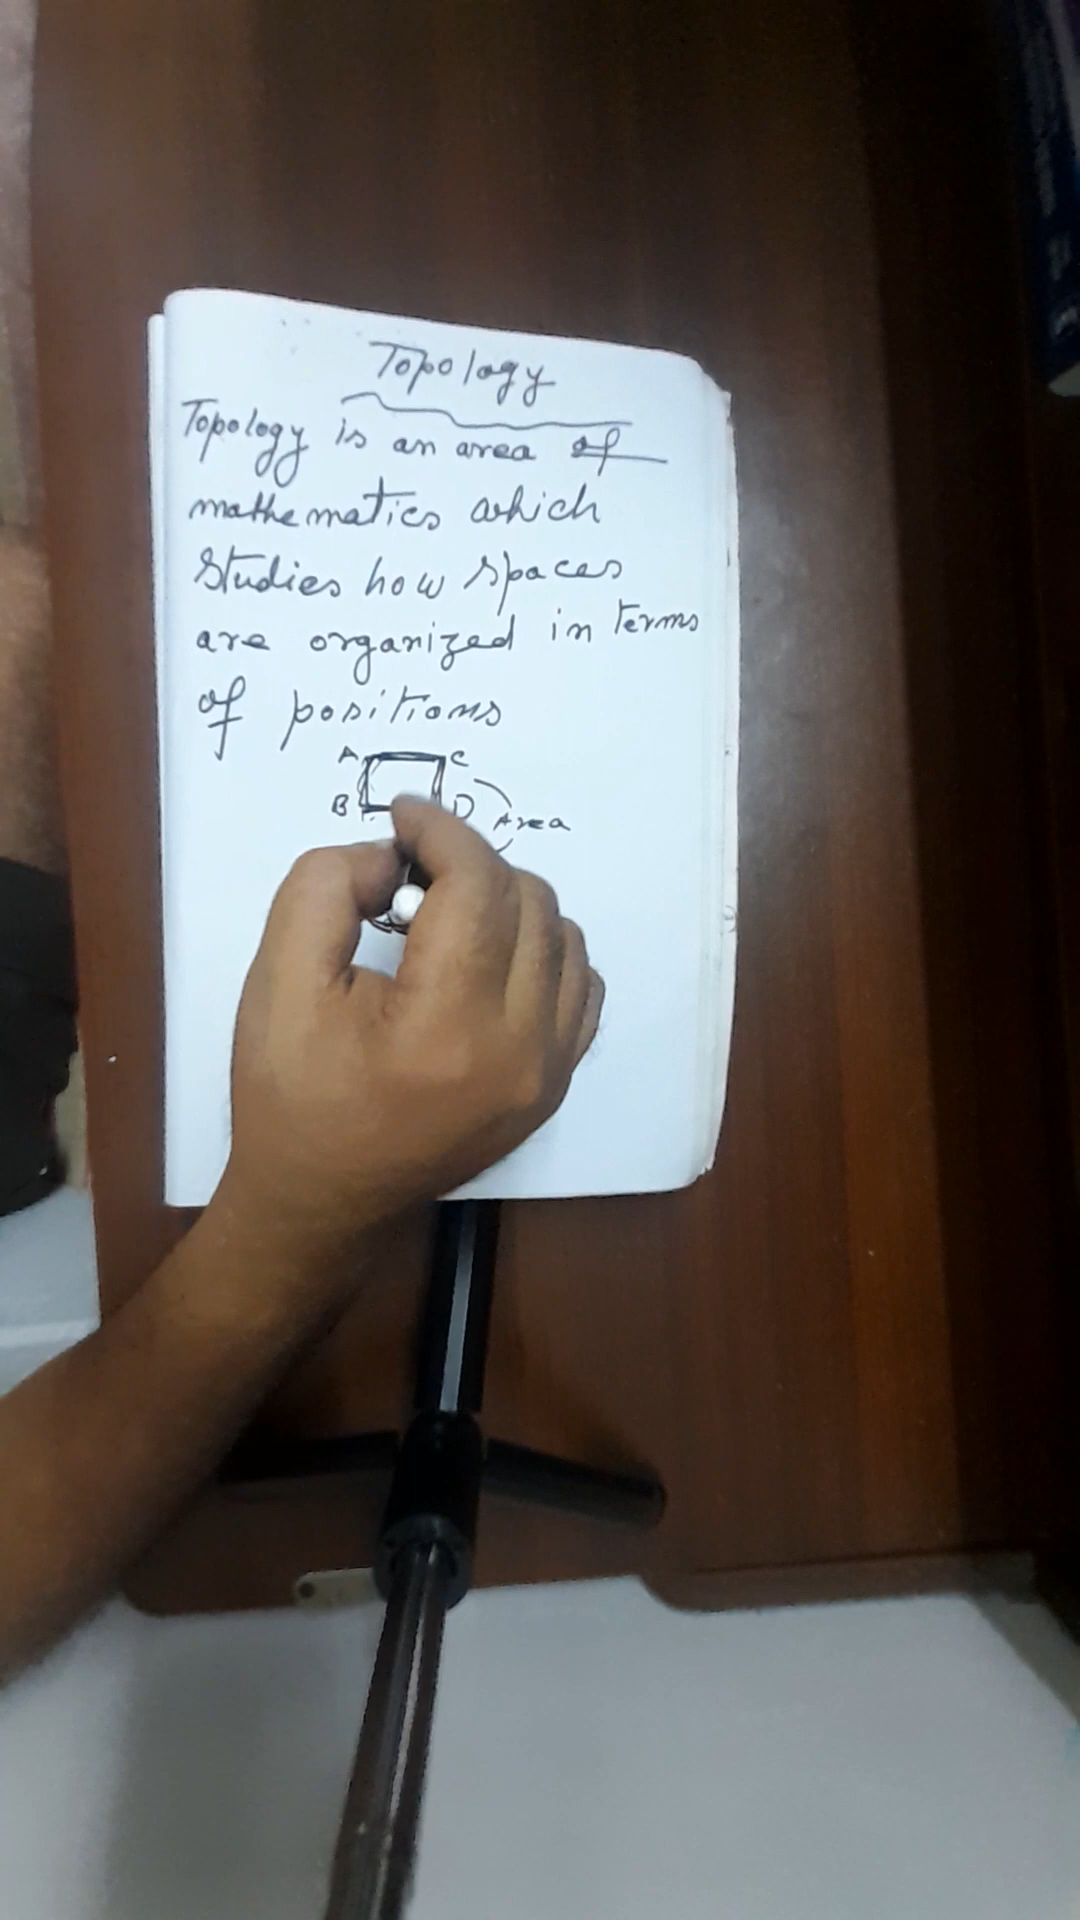 Topology
Topology is an area of
mathematics which
studies how spaces
are organized in terms
of positions
A C
B D
Area